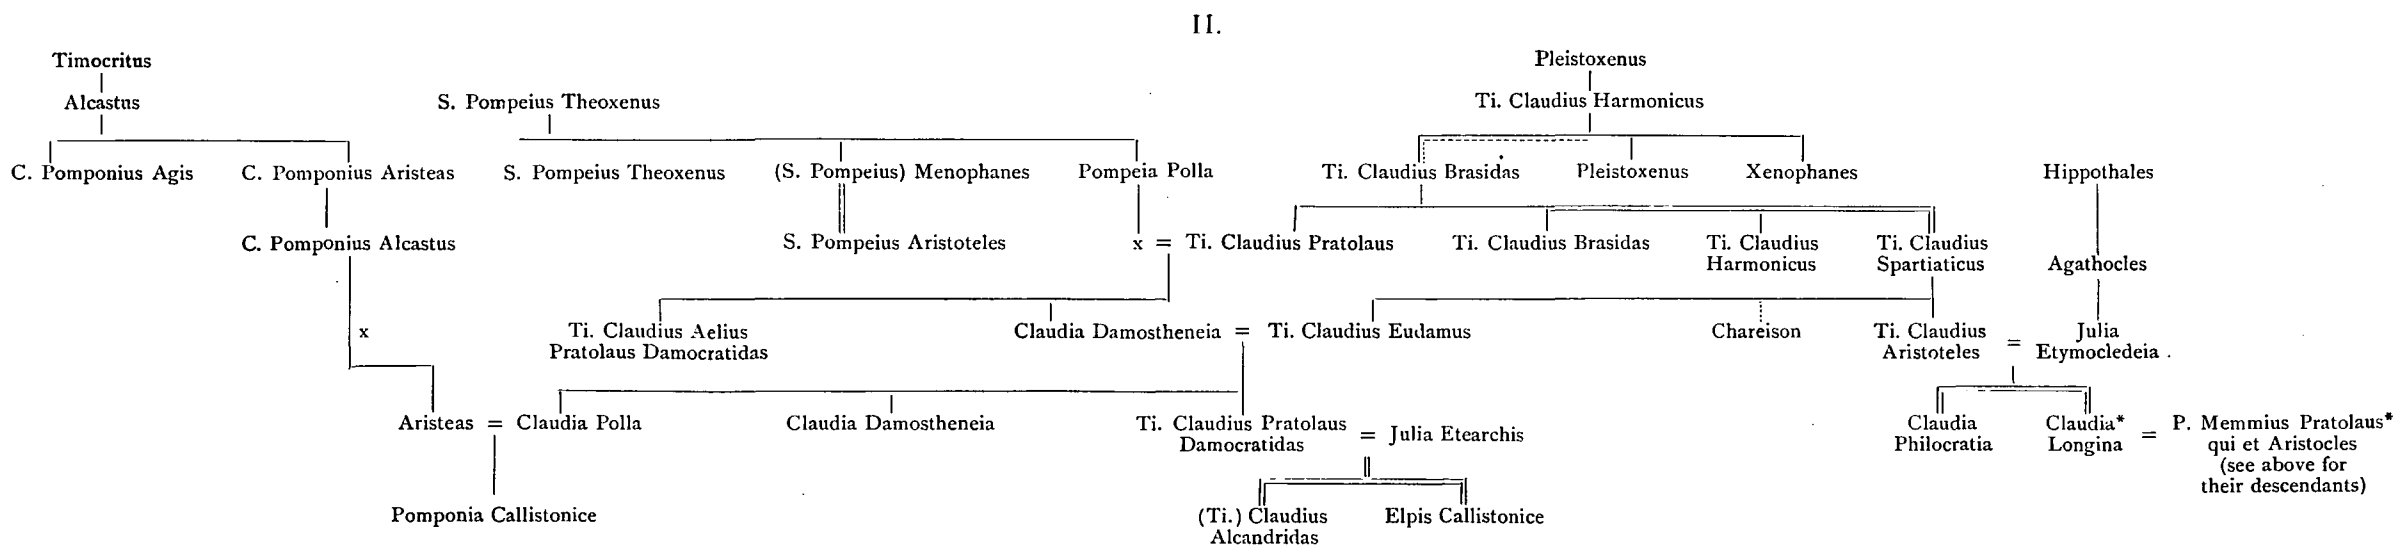 II.
Timocritus
Pleistoxenus
Alcastus
S. Pompeius Theoxenus
Ti. Claudius Harmonicus
C. Pomponius Agis
C. Pomponius Aristeas
S. Pompeius Theoxenus
(S. Pompeius) Menophanes
Pompeia Polla
Ti. Claudius Brasidas
Pleistoxenus
Xenophanes
Hippothales
C. Pomponius Alcastus
S. Pompeius Aristoteles
x = Ti. Claudius Pratolaus
Ti. Claudius Brasidas
Ti. Claudius
Harmonicus
Ti. Claudius
Spartiaticus
Agathocles
x
Ti. Claudius Aelius
Pratolaus Damocratidas
Claudia Damostheneia = Ti. Claudius Eudamus
Chareison
Ti. Claudius
Aristoteles
=
Julia
Etymocledeia
Aristeas = Claudia Polla
Claudia Damostheneia
Ti. Claudius Pratolaus
Damocratidas
= Julia Etearchis
Claudia
Philocratia
Claudia*
Longina
=
P. Memmius Pratolaus*
qui et Aristocles
(see above for
their descendants)
Pomponia Callistonice
(Ti.) Claudius
Alcandridas
Elpis Callistonice